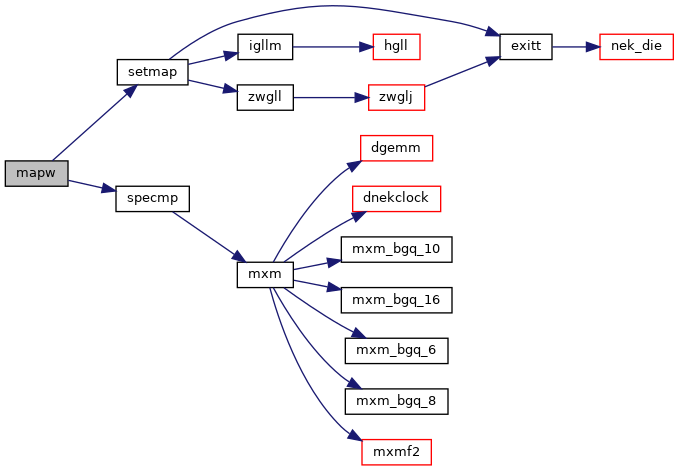 igllm
hgll
exitt
nek_die
setmap
zwgll
zwglj
dgemm
mapw
specmp
dnekclock
mxm_bgq_10
mxm
mxm_bgq_16
mxm_bgq_6
mxm_bgq_8
mxmf2